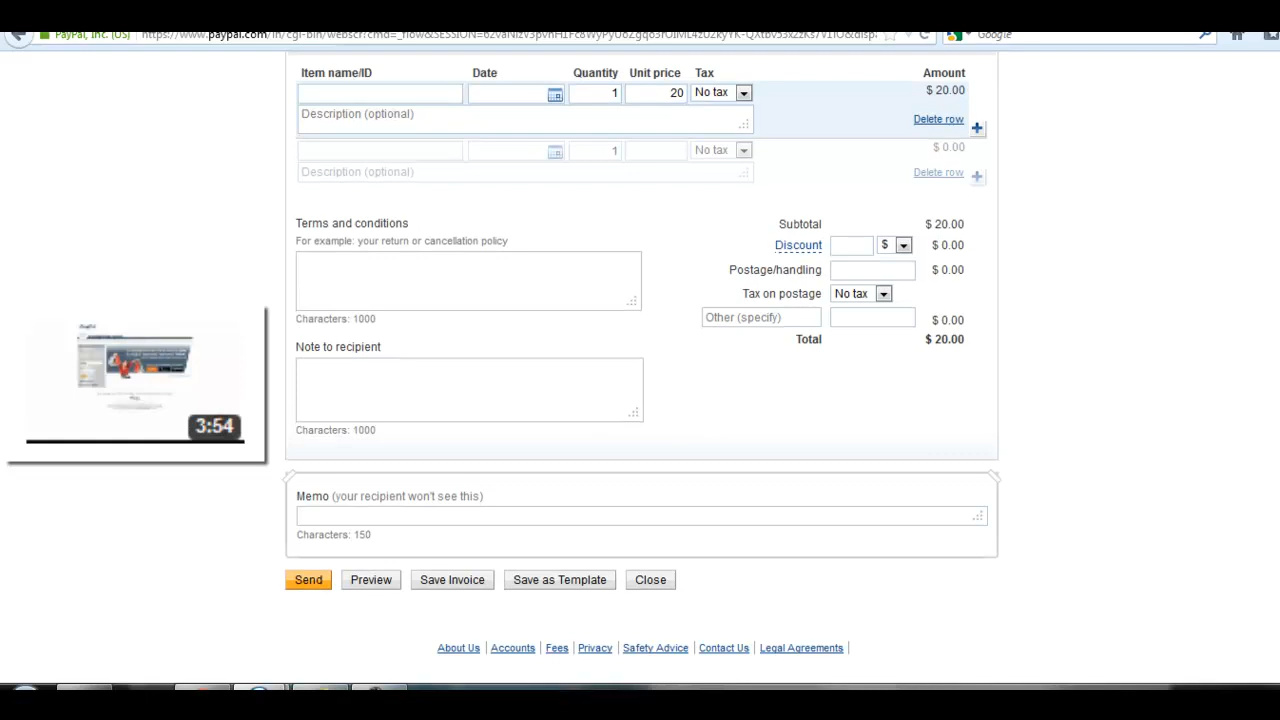 PayPal, Inc. (US)
Google
Item name/ID Date Quantity Unit price Tax Amount
1 20 No tax $ 20.00
Description (optional)
Delete row
1 No tax $ 0.00
Description (optional) Delete row
Terms and conditions Subtotal $ 20.00
For example: your return or cancellation policy Discount $ $ 0.00
Postage/handling $ 0.00
Tax on postage No tax
Characters: 1000 Other (specify) $ 0.00
Note to recipient Total $ 20.00
3:54
Characters: 1000
Memo (your recipient won't see this)
Characters: 150
Send Preview Save Invoice Save as Template Close
About Us Accounts Fees Privacy Safety Advice Contact Us Legal Agreements